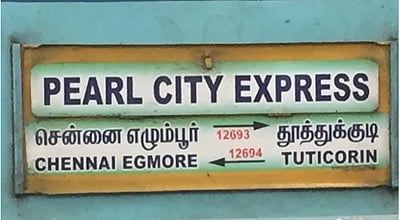 PEARL CITY EXPRESS
சென்னை எழும்பூர் 12693 → தூத்துக்குடி
CHENNAI EGMORE ← 12694 TUTICORIN